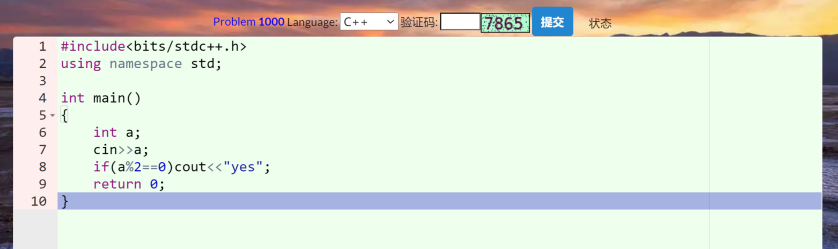 Problem 1000 Language: C++ 验证码: 7865 提交 状态
1 #include<bits/stdc++.h>
2 using namespace std;
3
4 int main()
5 {
6 int a;
7 cin>>a;
8 if(a%2==0)cout<<"yes";
9 return 0;
10 }